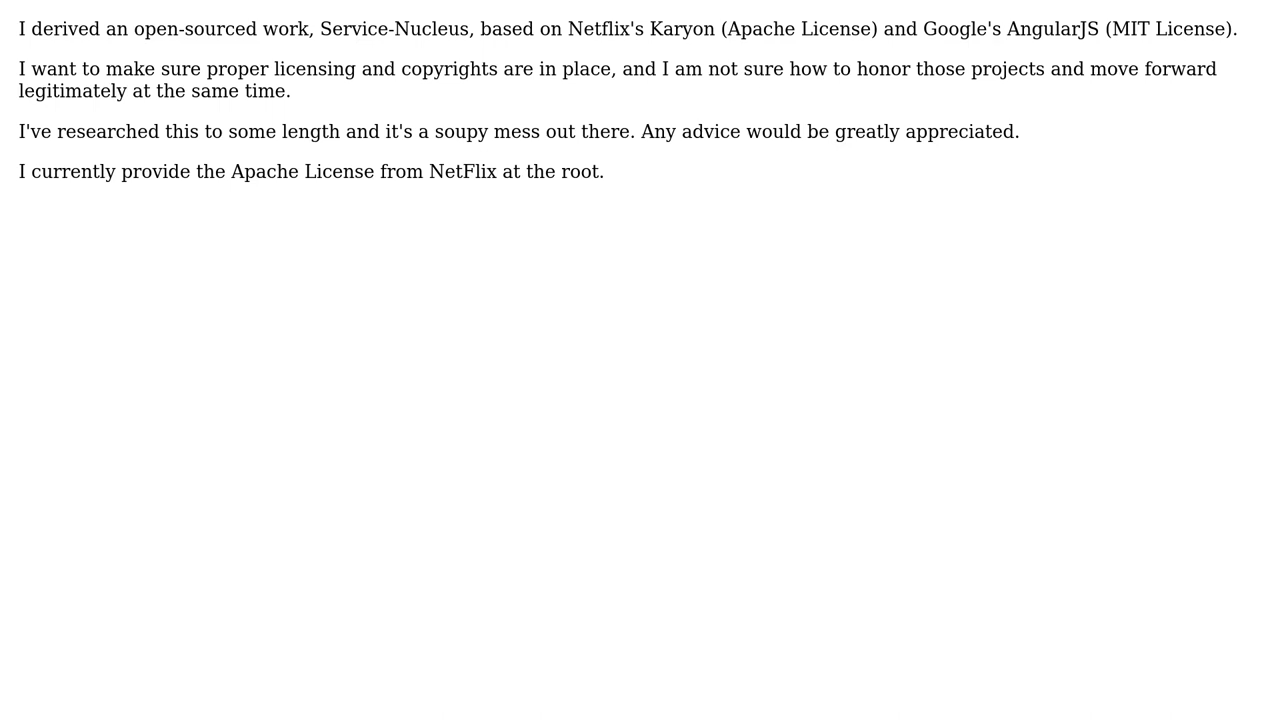 I derived an open-sourced work, Service-Nucleus, based on Netflix's Karyon (Apache License) and Google's AngularJS (MIT License).
I want to make sure proper licensing and copyrights are in place, and I am not sure how to honor those projects and move forward
legitimately at the same time.
I've researched this to some length and it's a soupy mess out there. Any advice would be greatly appreciated.
I currently provide the Apache License from NetFlix at the root.